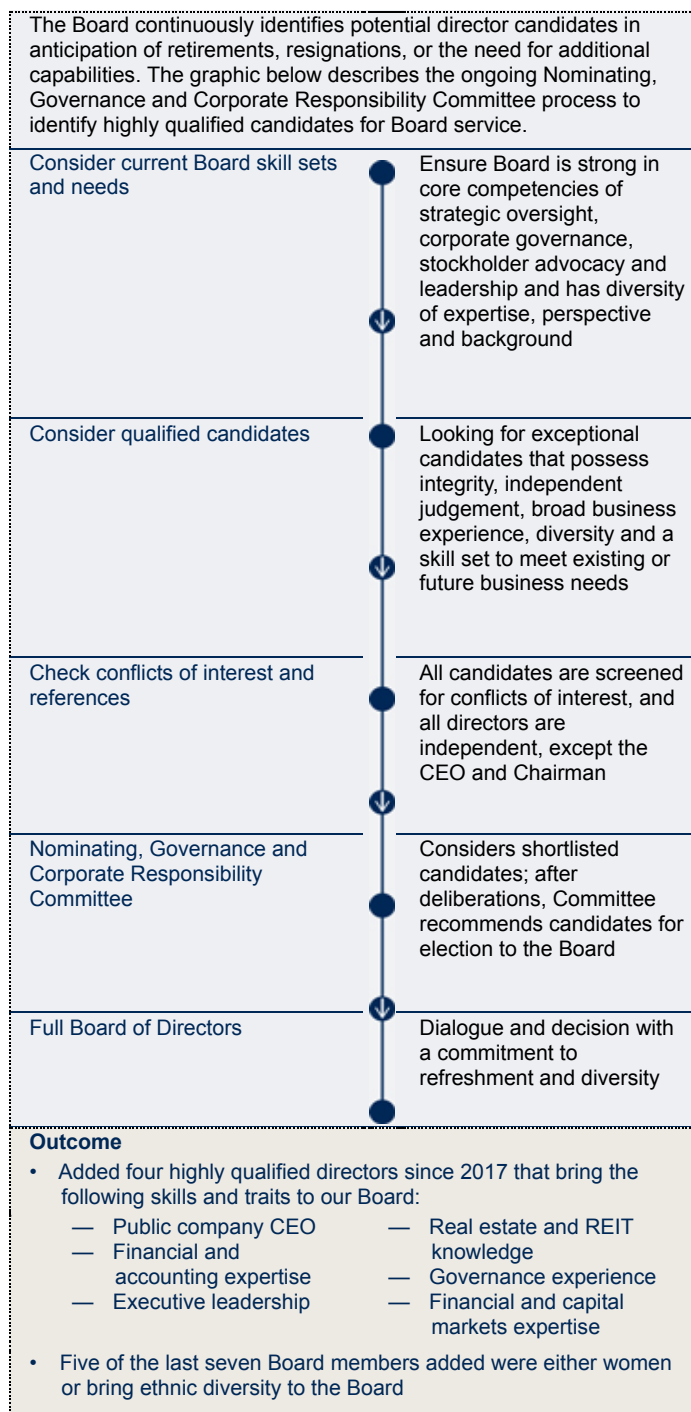 The Board continuously identifies potential director candidates in
anticipation of retirements, resignations, or the need for additional
capabilities. The graphic below describes the ongoing Nominating,
Governance and Corporate Responsibility Committee process to
identify highly qualified candidates for Board service.
Consider current Board skill sets
and needs
Ensure Board is strong in
core competencies of
strategic oversight,
corporate governance,
stockholder advocacy and
leadership and has diversity
of expertise, perspective
and background
Consider qualified candidates
Looking for exceptional
candidates that possess
integrity, independent
judgement, broad business
experience, diversity and a
skill set to meet existing or
future business needs
Check conflicts of interest and
references
All candidates are screened
for conflicts of interest, and
all directors are
independent, except the
CEO and Chairman
Nominating, Governance and
Corporate Responsibility
Committee
Considers shortlisted
candidates; after
deliberations, Committee
recommends candidates for
election to the Board
Full Board of Directors
Dialogue and decision with
a commitment to
refreshment and diversity
Outcome
• Added four highly qualified directors since 2017 that bring the
following skills and traits to our Board:
— Public company CEO
— Financial and
accounting expertise
— Executive leadership
— Real estate and REIT
knowledge
— Governance experience
— Financial and capital
markets expertise
• Five of the last seven Board members added were either women
or bring ethnic diversity to the Board